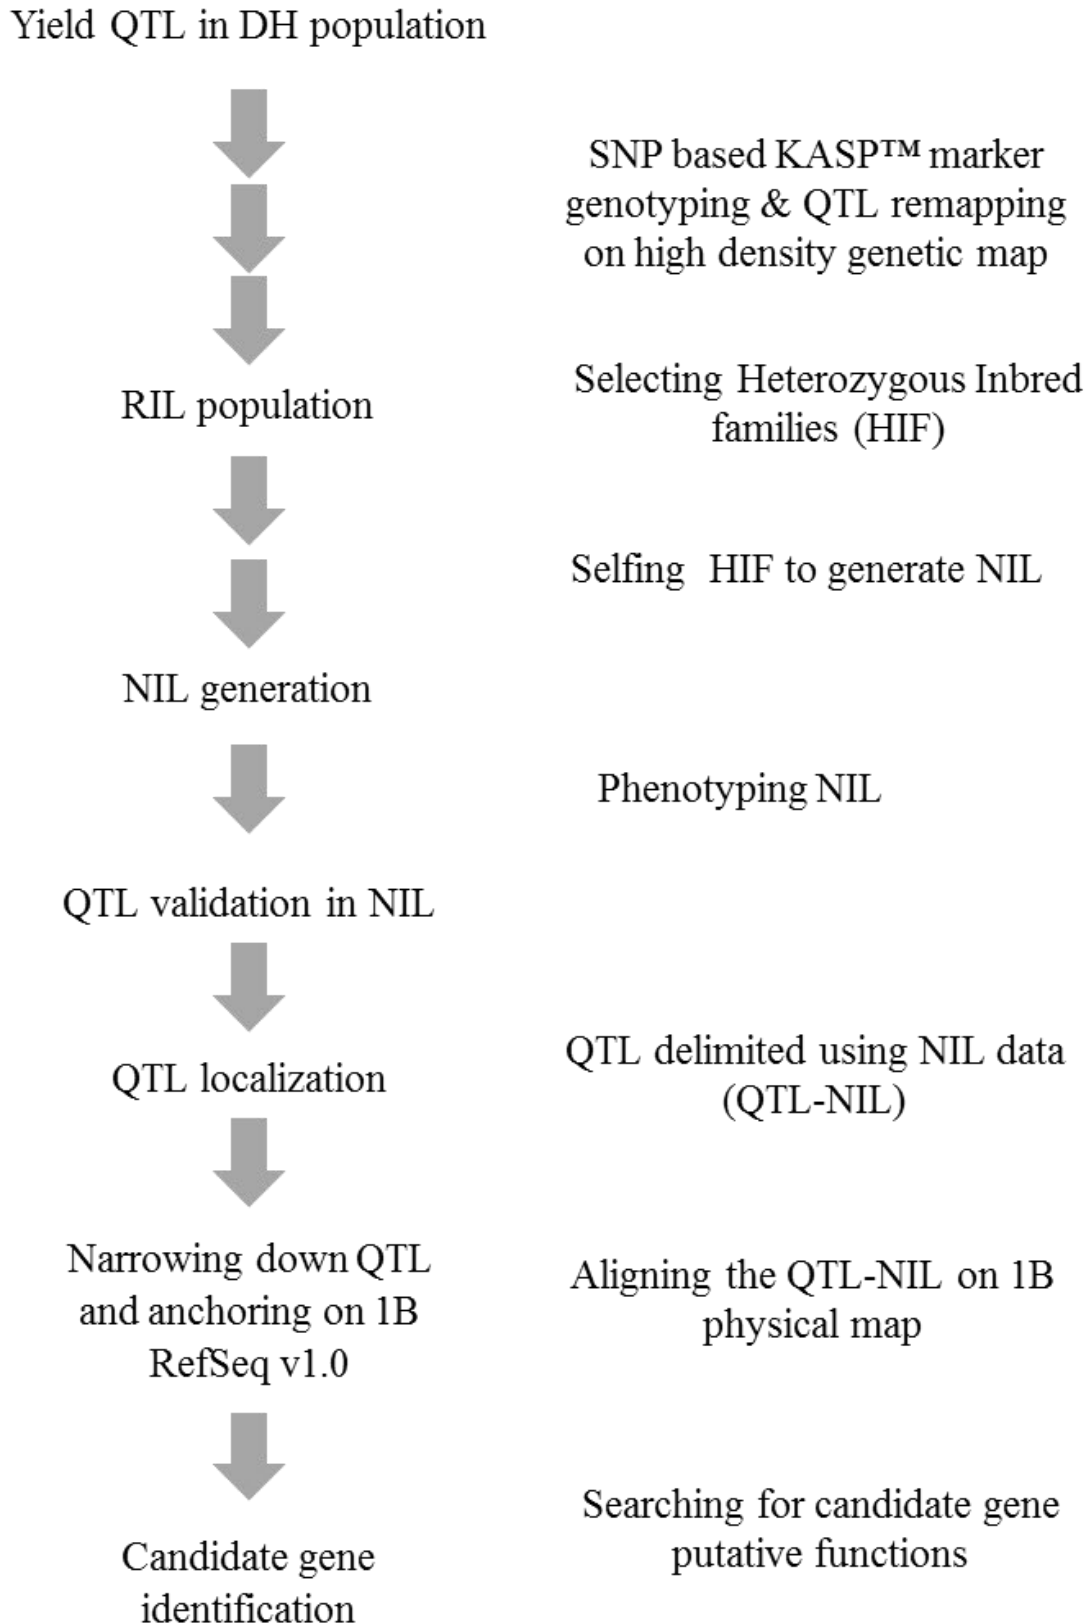 Yield QTL in DH population
SNP based KASP™ marker
genotyping & QTL remapping
on high density genetic map
RIL population
Selecting Heterozygous Inbred
families (HIF)
Selfing HIF to generate NIL
NIL generation
Phenotyping NIL
QTL validation in NIL
QTL localization
QTL delimited using NIL data
(QTL-NIL)
Narrowing down QTL
and anchoring on 1B
RefSeq v1.0
Aligning the QTL-NIL on 1B
physical map
Searching for candidate gene
putative functions
Candidate gene
identification